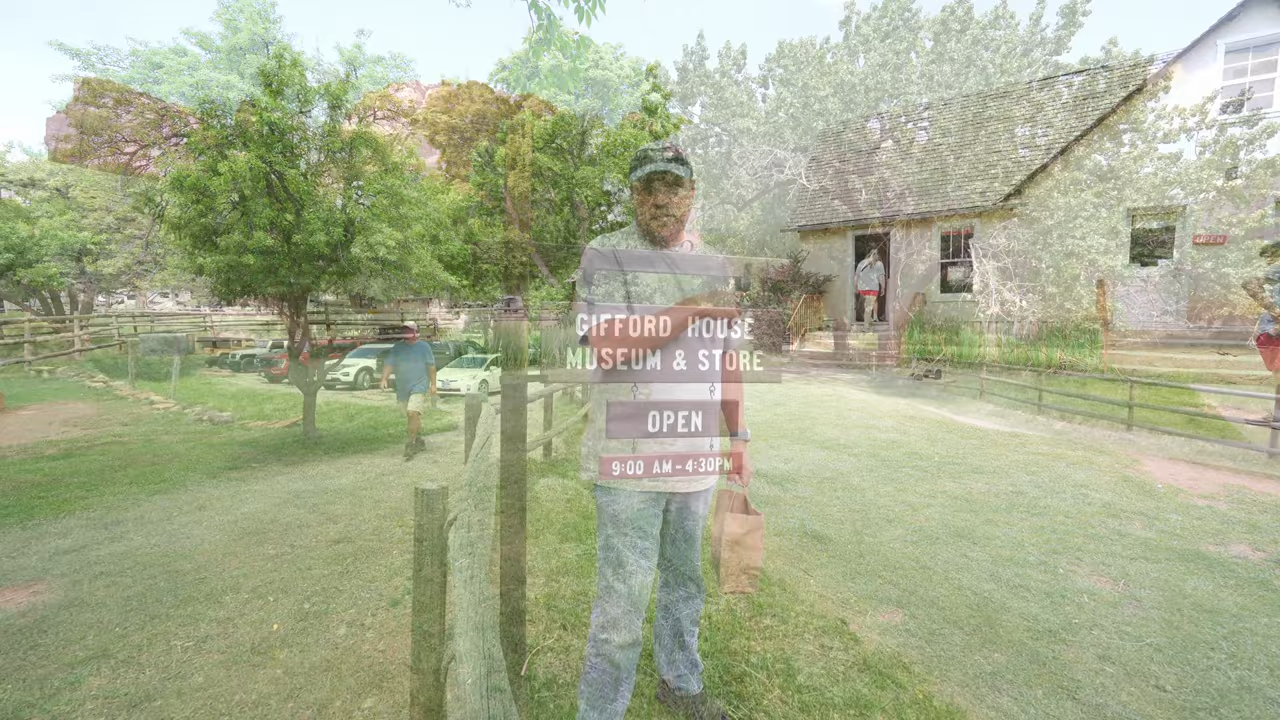 GIFFORD HOUSE
MUSEUM & STORE
OPEN
9:00 AM-4:30PM
OPEN